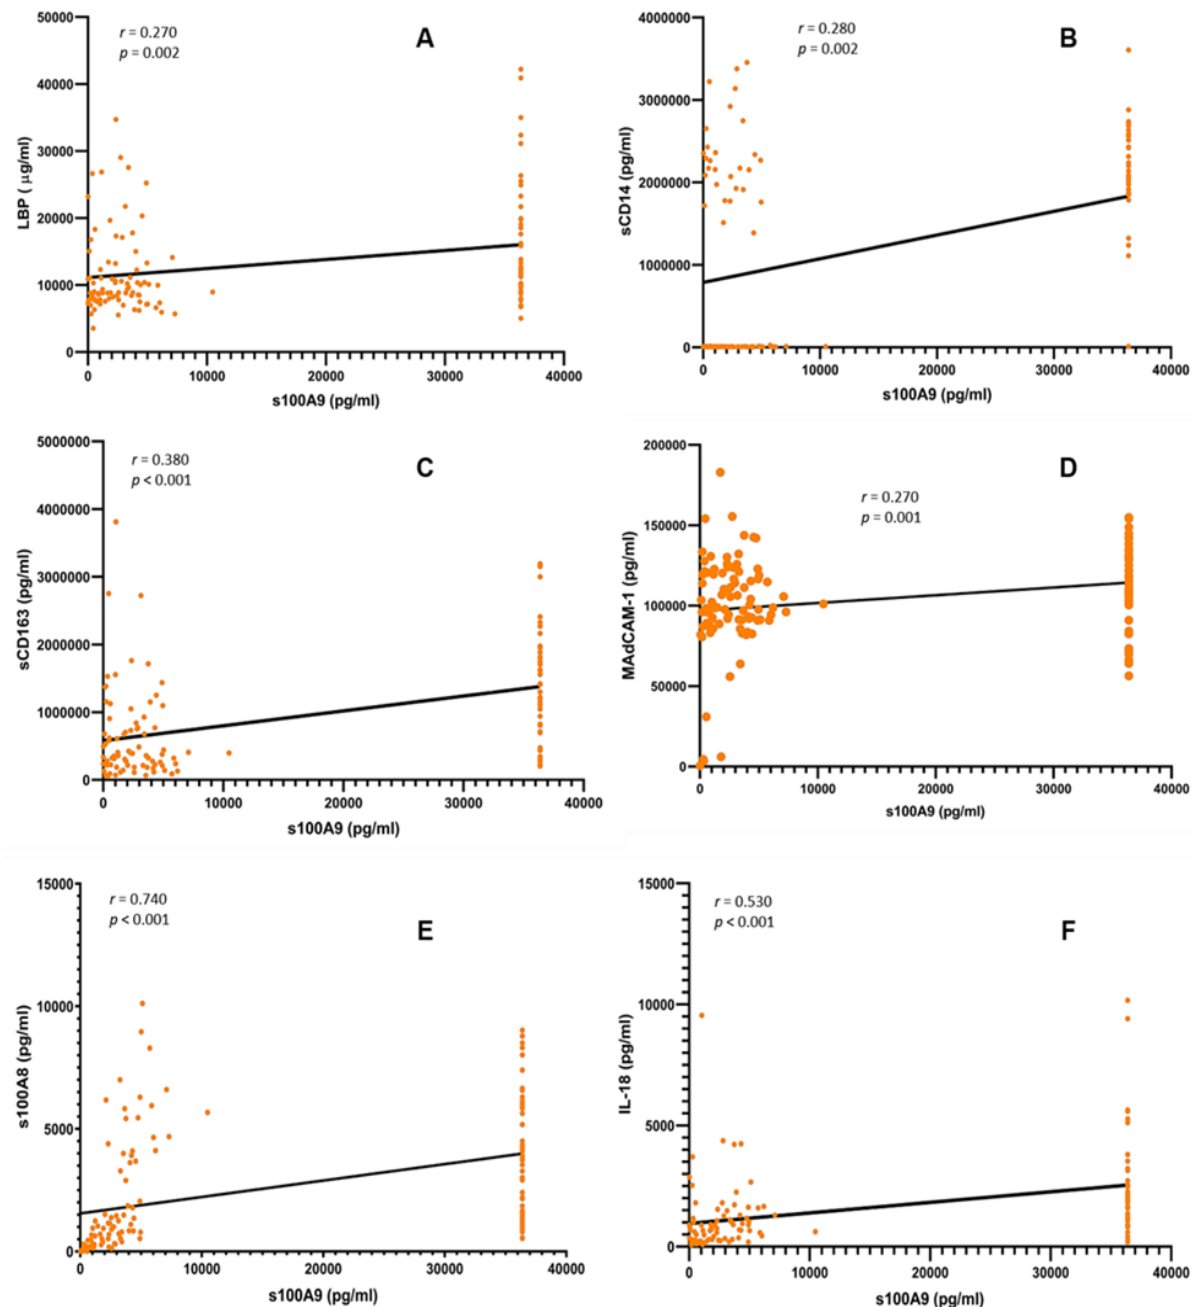 A
r = 0.270
p = 0.002
LBP ( μg/ml)
50000
40000
30000
20000
10000
0
0 10000 20000 30000 40000
s100A9 (pg/ml)
B
r = 0.280
p = 0.002
sCD14 (pg/ml)
4000000
3000000
2000000
1000000
0
0 10000 20000 30000 40000
s100A9 (pg/ml)
C
r = 0.380
p < 0.001
sCD163 (pg/ml)
5000000
4000000
3000000
2000000
1000000
0
0 10000 20000 30000 40000
s100A9 (pg/ml)
D
r = 0.270
p = 0.001
MAdCAM-1 (pg/ml)
200000
150000
100000
50000
0
0 10000 20000 30000 40000
s100A9 (pg/ml)
E
r = 0.740
p < 0.001
s100A8 (pg/ml)
15000
10000
5000
0
0 10000 20000 30000 40000
s100A9 (pg/ml)
F
r = 0.530
p < 0.001
IL-18 (pg/ml)
15000
10000
5000
0
0 10000 20000 30000 40000
s100A9 (pg/ml)